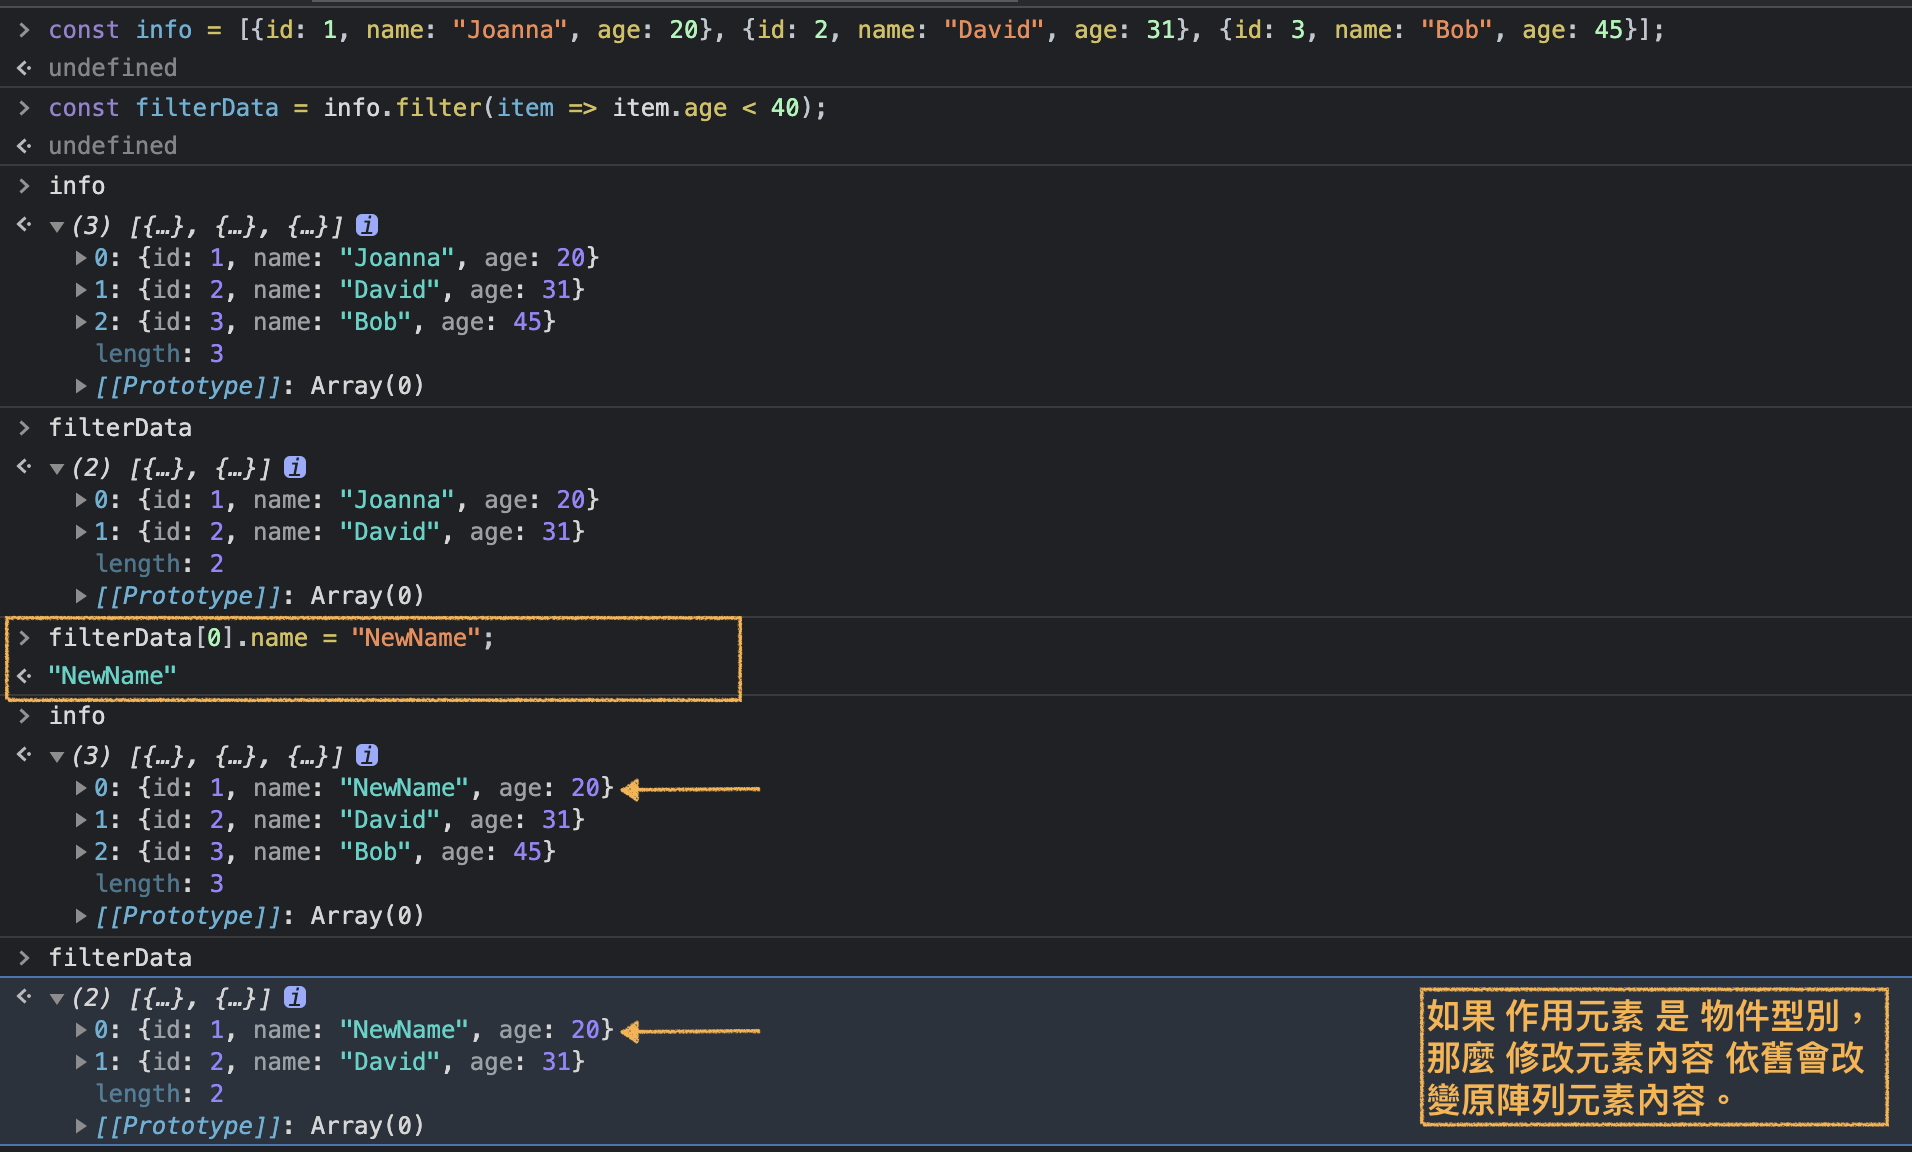 > const info = [{id: 1, name: "Joanna", age: 20}, {id: 2, name: "David", age: 31}, {id: 3, name: "Bob", age: 45}];
undefined
> const filterData = info.filter(item => item.age < 40);
undefined
> info
(3) [{…}, {…}, {…}] i
0: {id: 1, name: "Joanna", age: 20}
1: {id: 2, name: "David", age: 31}
2: {id: 3, name: "Bob", age: 45}
length: 3
[[Prototype]]: Array(0)
> filterData
(2) [{…}, {…}] i
0: {id: 1, name: "Joanna", age: 20}
1: {id: 2, name: "David", age: 31}
length: 2
[[Prototype]]: Array(0)
> filterData[0].name = "NewName";
"NewName"
> info
(3) [{…}, {…}, {…}] i
0: {id: 1, name: "NewName", age: 20}
1: {id: 2, name: "David", age: 31}
2: {id: 3, name: "Bob", age: 45}
length: 3
[[Prototype]]: Array(0)
> filterData
(2) [{…}, {…}] i
0: {id: 1, name: "NewName", age: 20}
1: {id: 2, name: "David", age: 31}
length: 2
[[Prototype]]: Array(0)
如果 作用元素 是 物件型別，
那麼 修改元素內容 依舊會改
變原陣列元素內容。